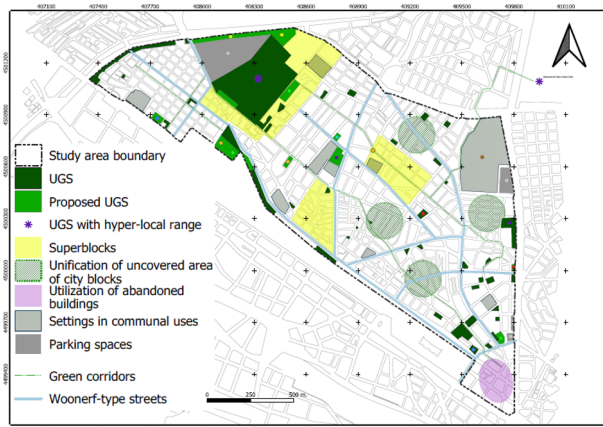 407100 407400 407700 408000 408300 408600 408900 409200 409500 409800 410100
4501200
4500900
4500600
4500300
4500000
4499700
4499400
Study area boundary
UGS
Proposed UGS
UGS with hyper-local range
Superblocks
Unification of uncovered area
of city blocks
Utilization of abandoned
buildings
Settings in communal uses
Parking spaces
Green corridors
Woonerf-type streets
0 250 500 m.